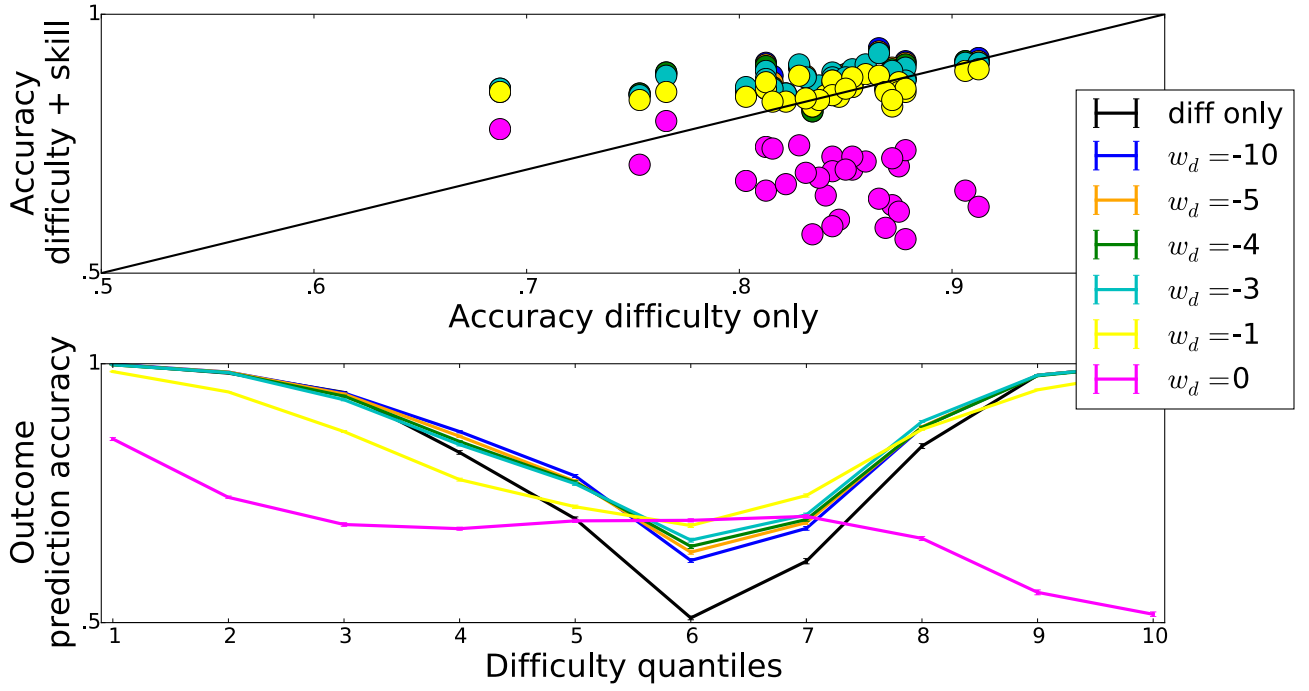 1
Accuracy
difficulty + skill
.5
.5 .6 .7 .8 .9
Accuracy difficulty only
diff only
w_d =-10
w_d =-5
w_d =-4
w_d =-3
w_d =-1
w_d =0
1
Outcome
prediction accuracy
.5
1 2 3 4 5 6 7 8 9 10
Difficulty quantiles